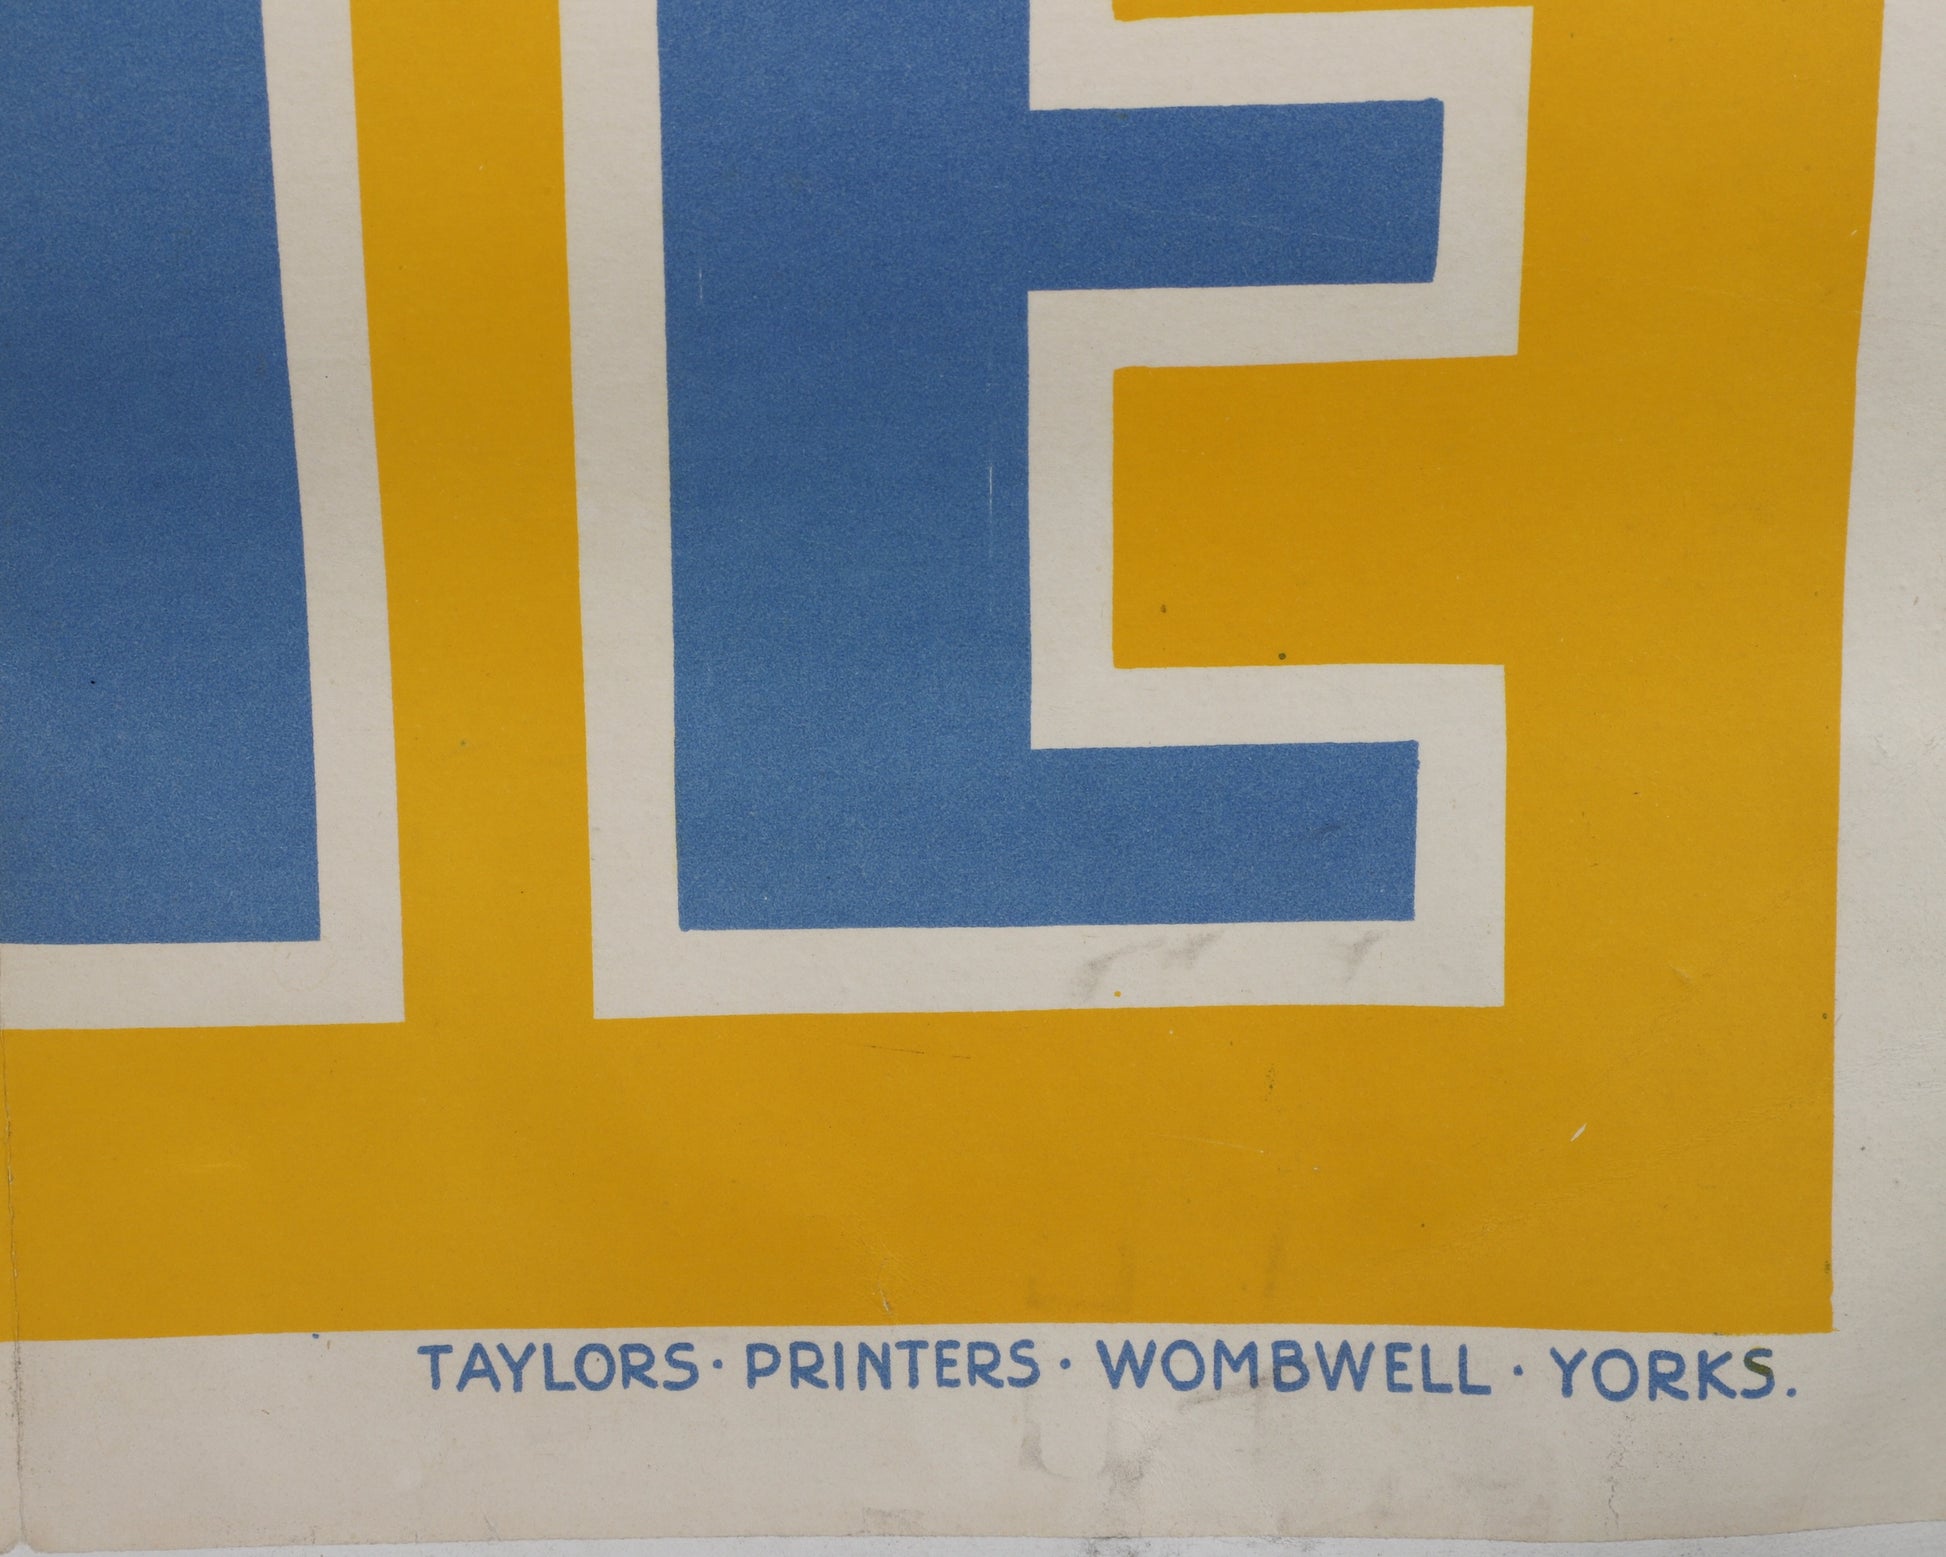 E
TAYLORS · PRINTERS · WOMBWELL · YORKS.